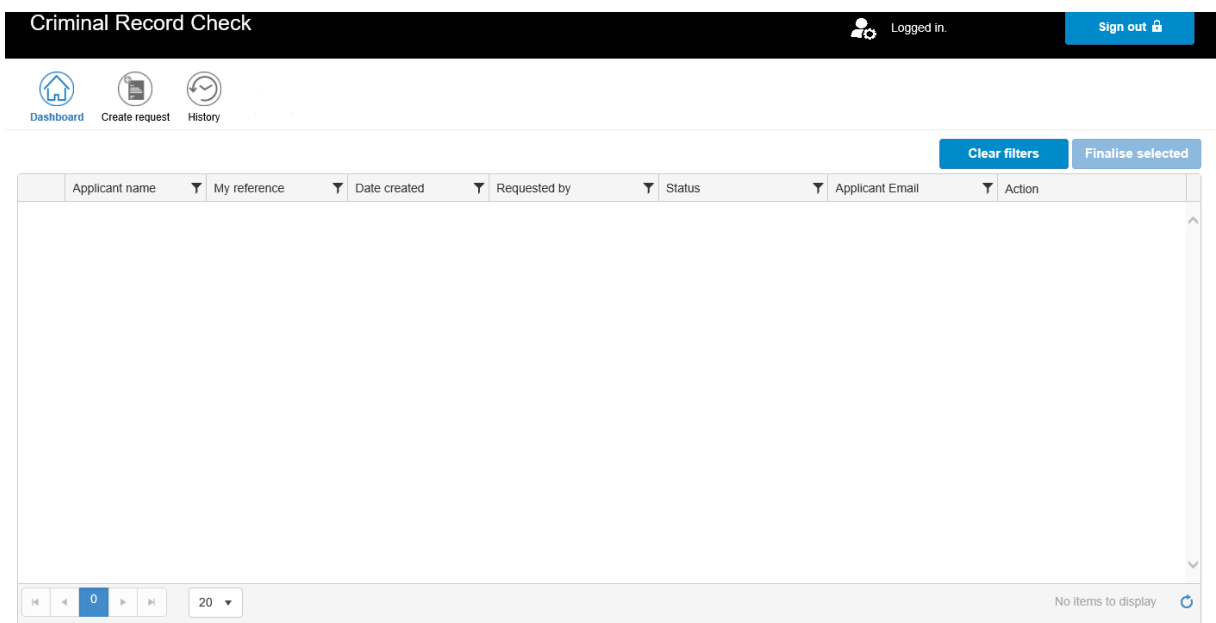 Criminal Record Check
Logged in.
Sign out
Dashboard Create request History
Clear filters Finalise selected
Applicant name My reference Date created Requested by Status Applicant Email Action
0 20 No items to display